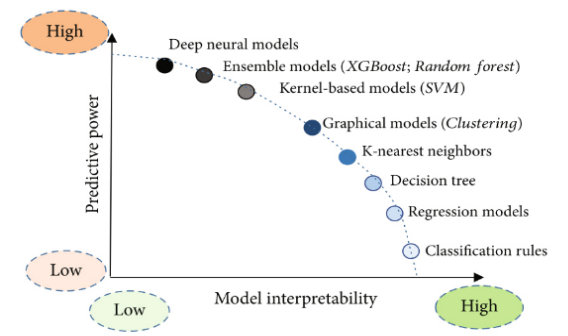 High
Deep neural models
Ensemble models (XGBoost; Random forest)
Kernel-based models (SVM)
Graphical models (Clustering)
K-nearest neighbors
Decision tree
Regression models
Classification rules
Predictive power
Low
Low
Model interpretability
High